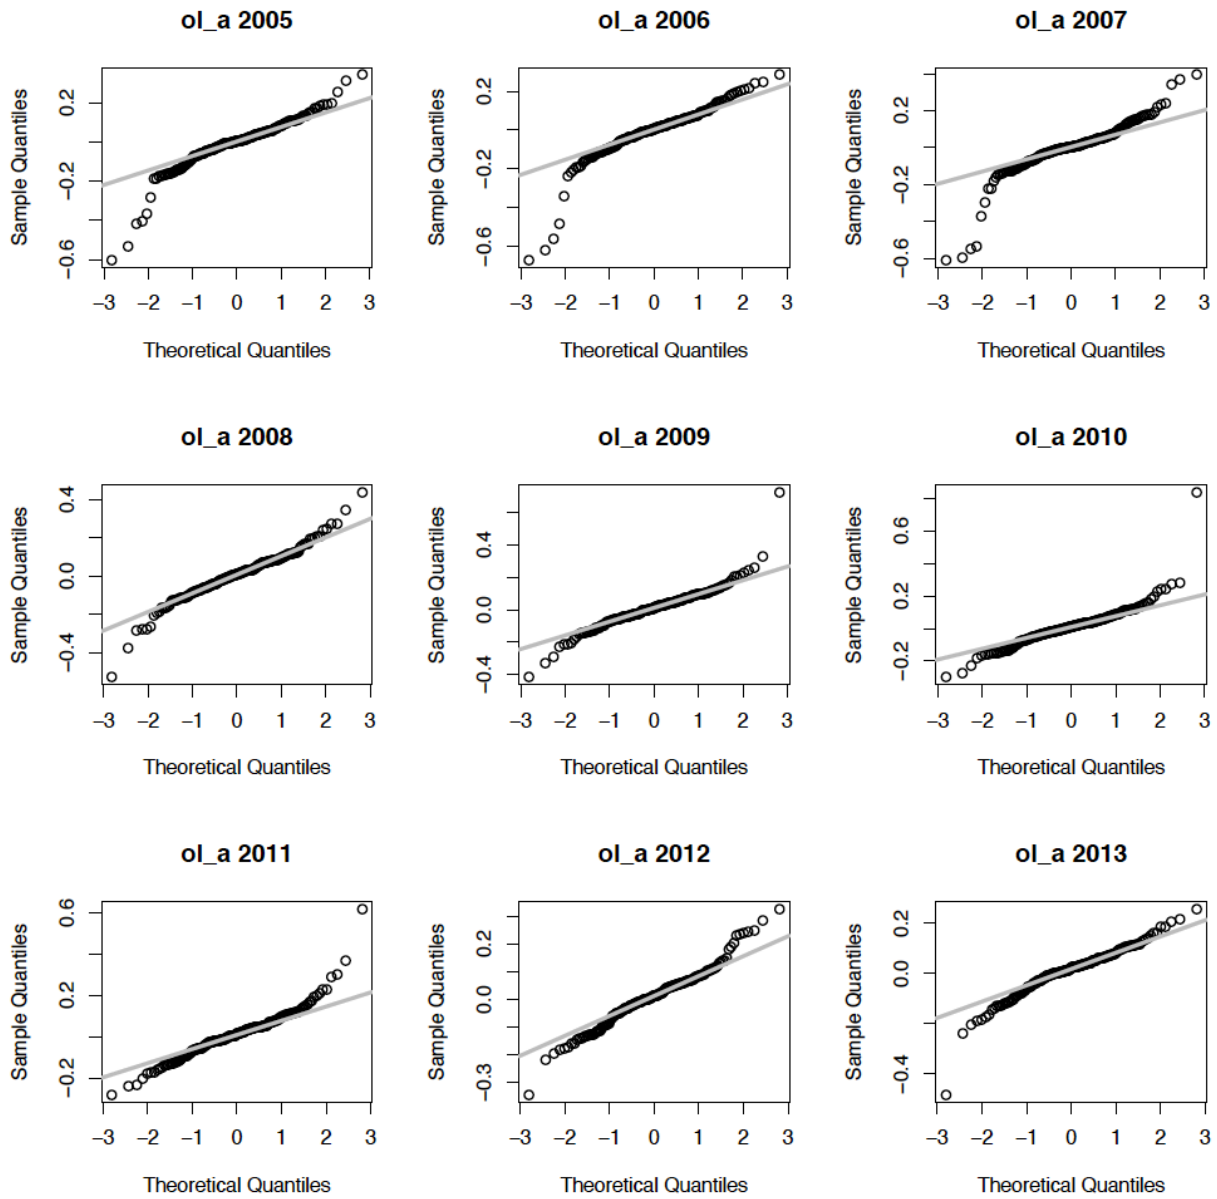 ol_a 2005
ol_a 2006
ol_a 2007
Sample Quantiles
−0.6 −0.2 0.2
−3 −2 −1 0 1 2 3
Theoretical Quantiles
Sample Quantiles
−0.6 −0.2 0.2
−3 −2 −1 0 1 2 3
Theoretical Quantiles
Sample Quantiles
−0.6 −0.2 0.2
−3 −2 −1 0 1 2 3
Theoretical Quantiles
ol_a 2008
ol_a 2009
ol_a 2010
Sample Quantiles
−0.4 0.0 0.4
−3 −2 −1 0 1 2 3
Theoretical Quantiles
Sample Quantiles
−0.4 0.0 0.4
−3 −2 −1 0 1 2 3
Theoretical Quantiles
Sample Quantiles
−0.2 0.2 0.6
−3 −2 −1 0 1 2 3
Theoretical Quantiles
ol_a 2011
ol_a 2012
ol_a 2013
Sample Quantiles
−0.2 0.2 0.6
−3 −2 −1 0 1 2 3
Theoretical Quantiles
Sample Quantiles
−0.3 0.0 0.2
−3 −2 −1 0 1 2 3
Theoretical Quantiles
Sample Quantiles
−0.4 0.0 0.2
−3 −2 −1 0 1 2 3
Theoretical Quantiles